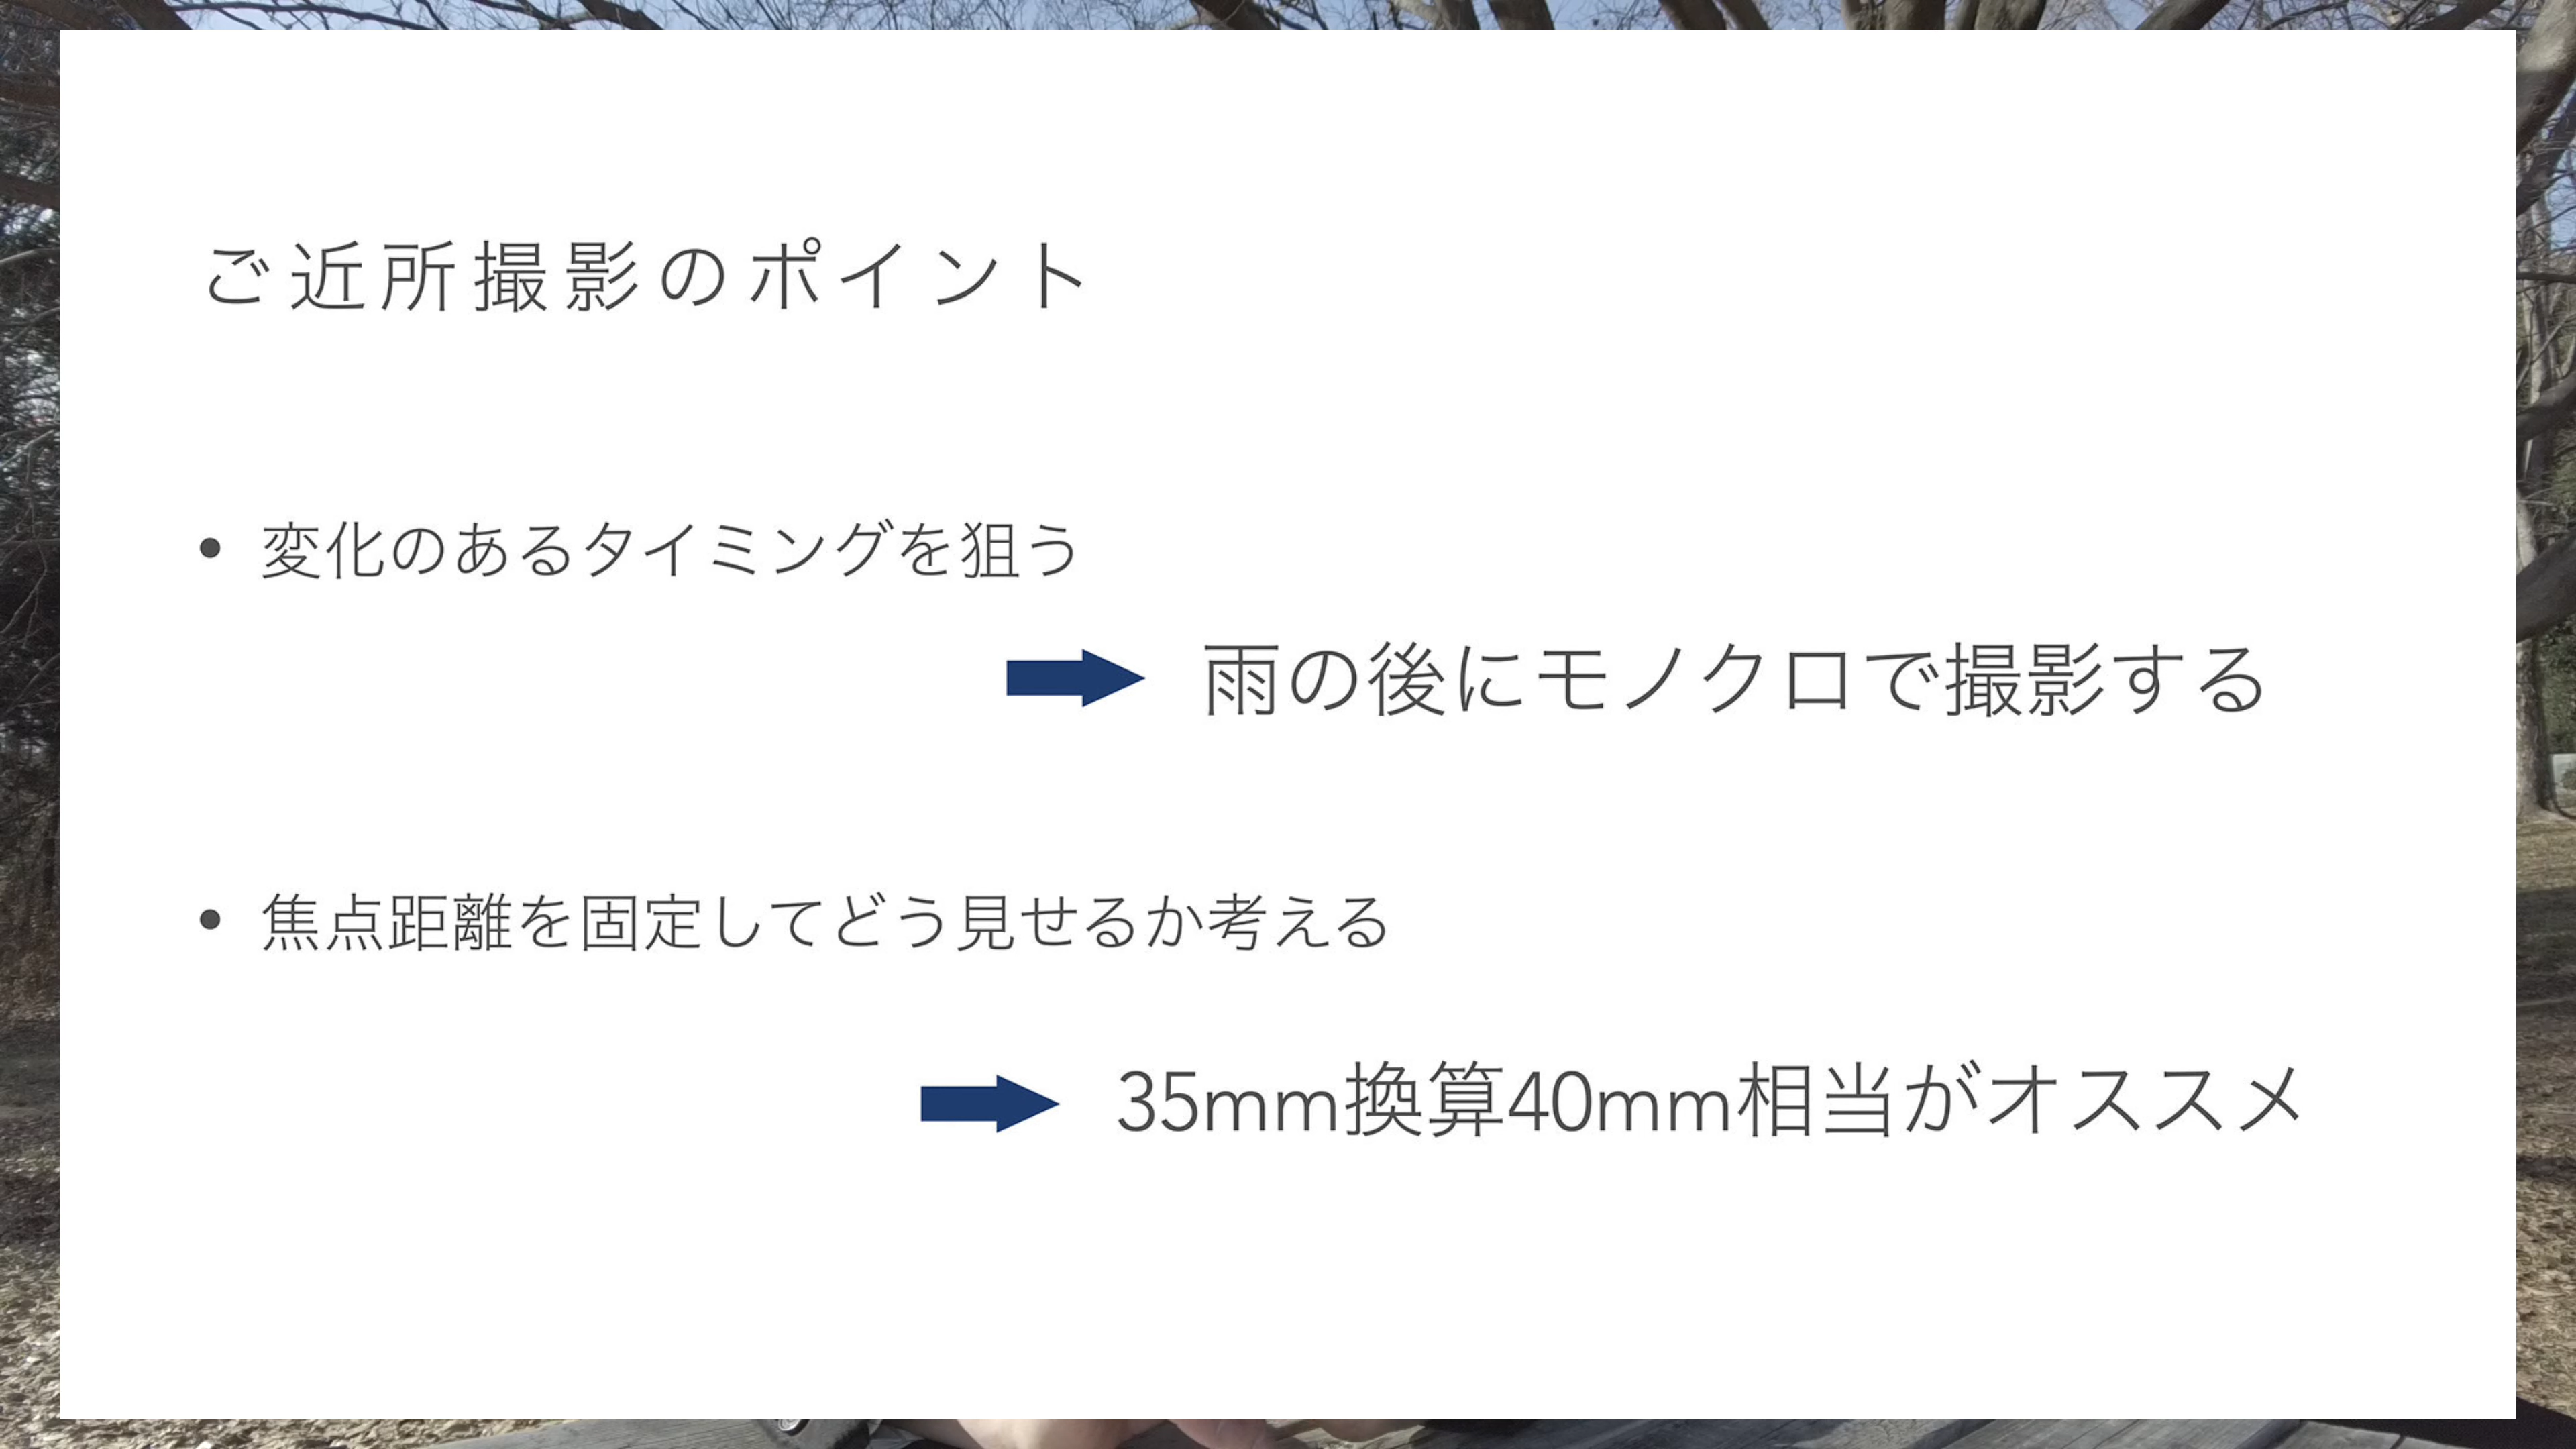 ご近所撮影のポイント
• 変化のあるタイミングを狙う
雨の後にモノクロで撮影する
• 焦点距離を固定してどう見せるか考える
35mm換算40mm相当がオススメ